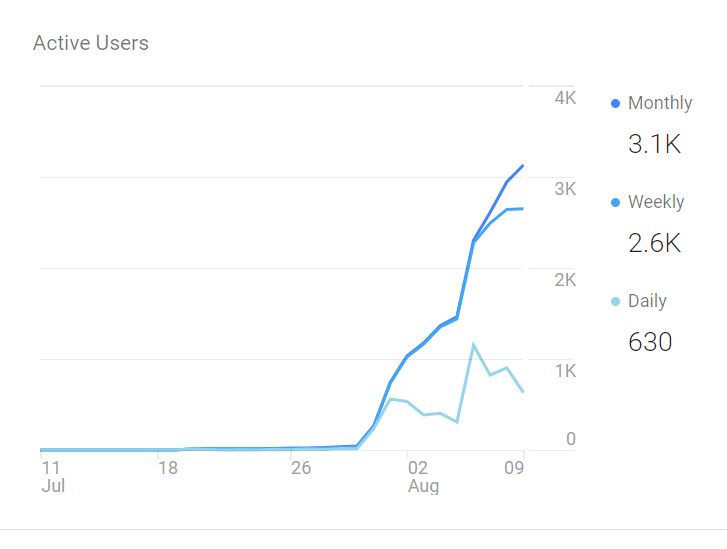 Active Users
4K
3K
2K
1K
0
11 18 26 02 09
Jul Aug
Monthly
3.1K
Weekly
2.6K
Daily
630